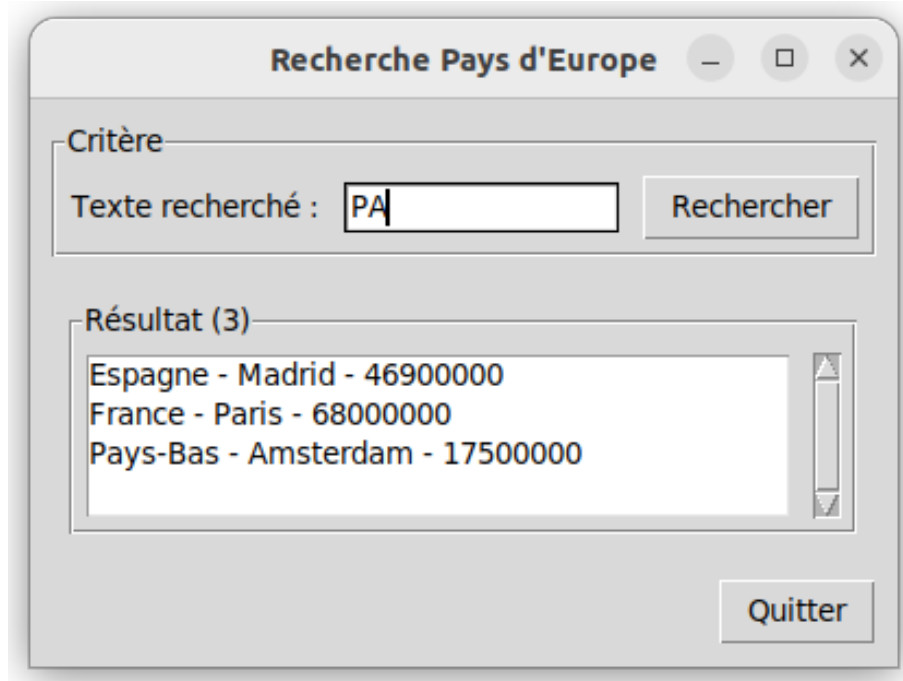 Recherche Pays d'Europe
Critère
Texte recherché : PA Rechercher
Résultat (3)
Espagne - Madrid - 46900000
France - Paris - 68000000
Pays-Bas - Amsterdam - 17500000
Quitter